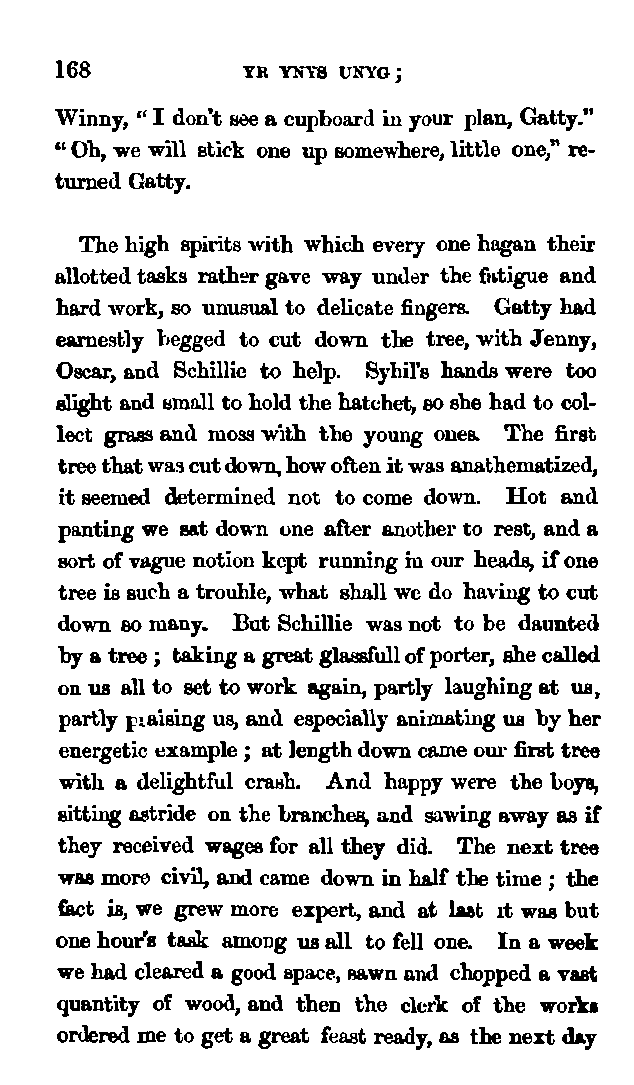 168 YR YNYS UNYG;
Winny, “I don't see a cupboard in your plan, Gatty.”
“Oh, we will stick one up somewhere, little one,” re-
turned Gatty.
The high spirits with which every one hagan their
allotted tasks rather gave way under the fatigue and
hard work, so unusual to delicate fingers. Gatty had
earnestly begged to cut down the tree, with Jenny,
Oscar, and Schillie to help. Sybil's hands were too
slight and small to hold the hatchet, so she had to col-
lect grass and moss with the young ones. The first
tree that was cut down, how often it was anathematized,
it seemed determined not to come down. Hot and
panting we sat down one after another to rest, and a
sort of vague notion kept running in our heads, if one
tree is such a trouble, what shall we do having to cut
down so many. But Schillie was not to be daunted
by a tree; taking a great glassfull of porter, she called
on us all to set to work again, partly laughing at us,
partly praising us, and especially animating us by her
energetic example; at length down came our first tree
with a delightful crash. And happy were the boys,
sitting astride on the branches, and sawing away as if
they received wages for all they did. The next tree
was more civil, and came down in half the time; the
fact is, we grew more expert, and at last it was but
one hour's task among us all to fell one. In a week
we had cleared a good space, sawn and chopped a vast
quantity of wood, and then the clerk of the works
ordered me to get a great feast ready, as the next day